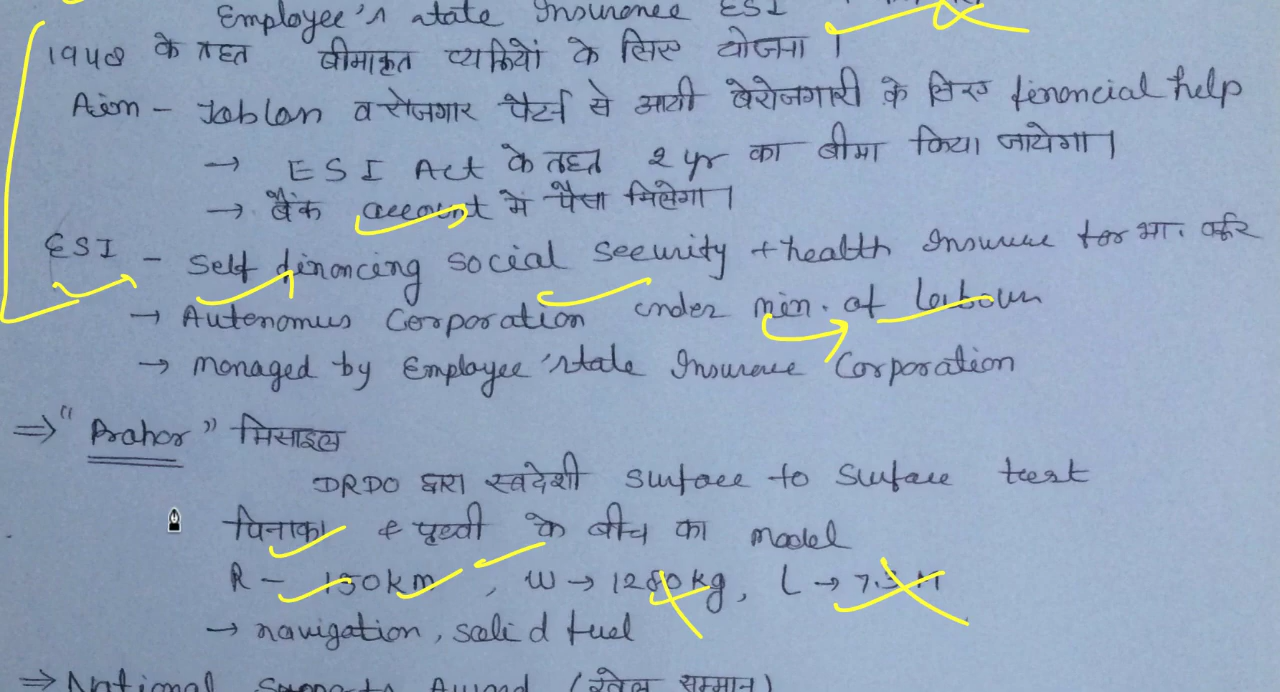 Employee's state Insurence ESI
1948 के तहत बीमाकृत व्यक्तियों के लिए योजना ।
Aim - Joblon व रोजगार पैटर्न से आयी बेरोजगारी के लिए financial help
→ ESI Act के तहत 2 yr का बीमा किया जायेगा।
→ बैंक account में पैसा मिलेगा।
ESI - Self financing social security + health Insurence for भा. वर्कर
→ Autonomus Corporation under min. of Labour
→ managed by Employee 'state Insurance Corporation
⇒ "Prahar" मिसाइल
DRDO द्वारा स्वदेशी surface to surface test
पिनाका & पृथ्वी के बीच का model
R - 150km, W → 1280kg, L → 7.3 M
→ navigation, solid fuel
⇒ National Sports Award (खेल सम्मान)